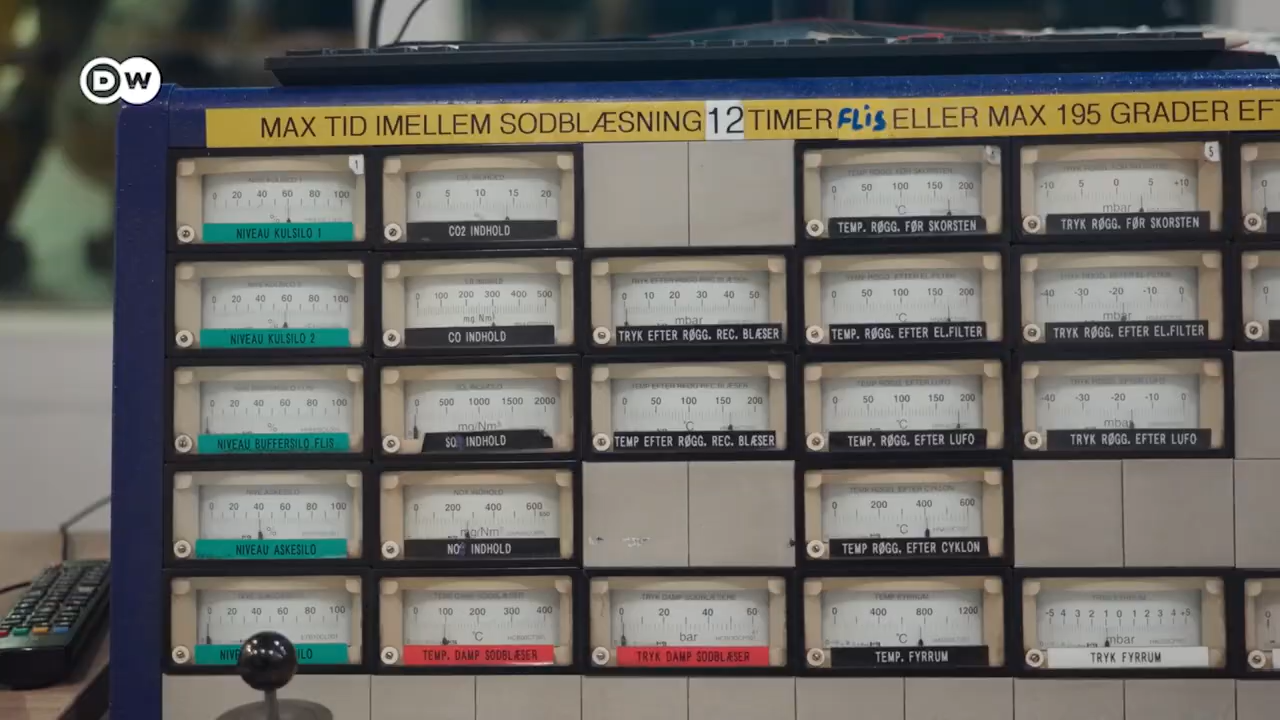 DW
MAX TID IMELLEM SODBLÆSNING 12 TIMER FLiS ELLER MAX 195 GRADER EFT
1
5
0 20 40 60 80 100
%
NIVEAU KULSILO 1
0 5 10 15 20
CO2 INDHOLD
0 50 100 150 200
°C
TEMP. RØGG. FØR SKORSTEN
-10 5 0 5 +10
mbar
TRYK RØGG. FØR SKORSTEN
0 20 40 60 80 100
%
NIVEAU KULSILO 2
0 100 200 300 400 500
mg Nm³
CO INDHOLD
0 10 20 30 40 50
mbar
TRYK EFTER RØGG. REC. BLÆSER
0 50 100 150 200
°C
TEMP. RØGG. EFTER EL.FILTER
-40 -30 -20 -10 0
mbar
TRYK RØGG. EFTER EL.FILTER
0 20 40 60 80 100
NIVEAU BUFFERSILO FLIS
0 500 1000 1500 2000
mg/Nm³
INDHOLD
0 50 100 150 200
°C
TEMP EFTER RØGG. REC. BLÆSER
0 50 100 150 200
°C
TEMP. RØGG. EFTER LUFO
-40 -30 -20 -10 0
mbar
TRYK RØGG. EFTER LUFO
0 20 40 60 80 100
%
NIVEAU ASKESILO
0 200 400 600
mg/Nm³
INDHOLD
0 200 400 600
°C
TEMP RØGG. EFTER CYKLON
0 20 40 60 80 100
0 100 200 300 400
°C
TEMP. DAMP SODBLÆSER
0 20 40 60
bar
TRYK DAMP SODBLÆSER
0 400 800 1200
°C
TEMP. FYRRUM
-5 4 3 2 1 0 1 2 3 4 +5
mbar
TRYK FYRRUM